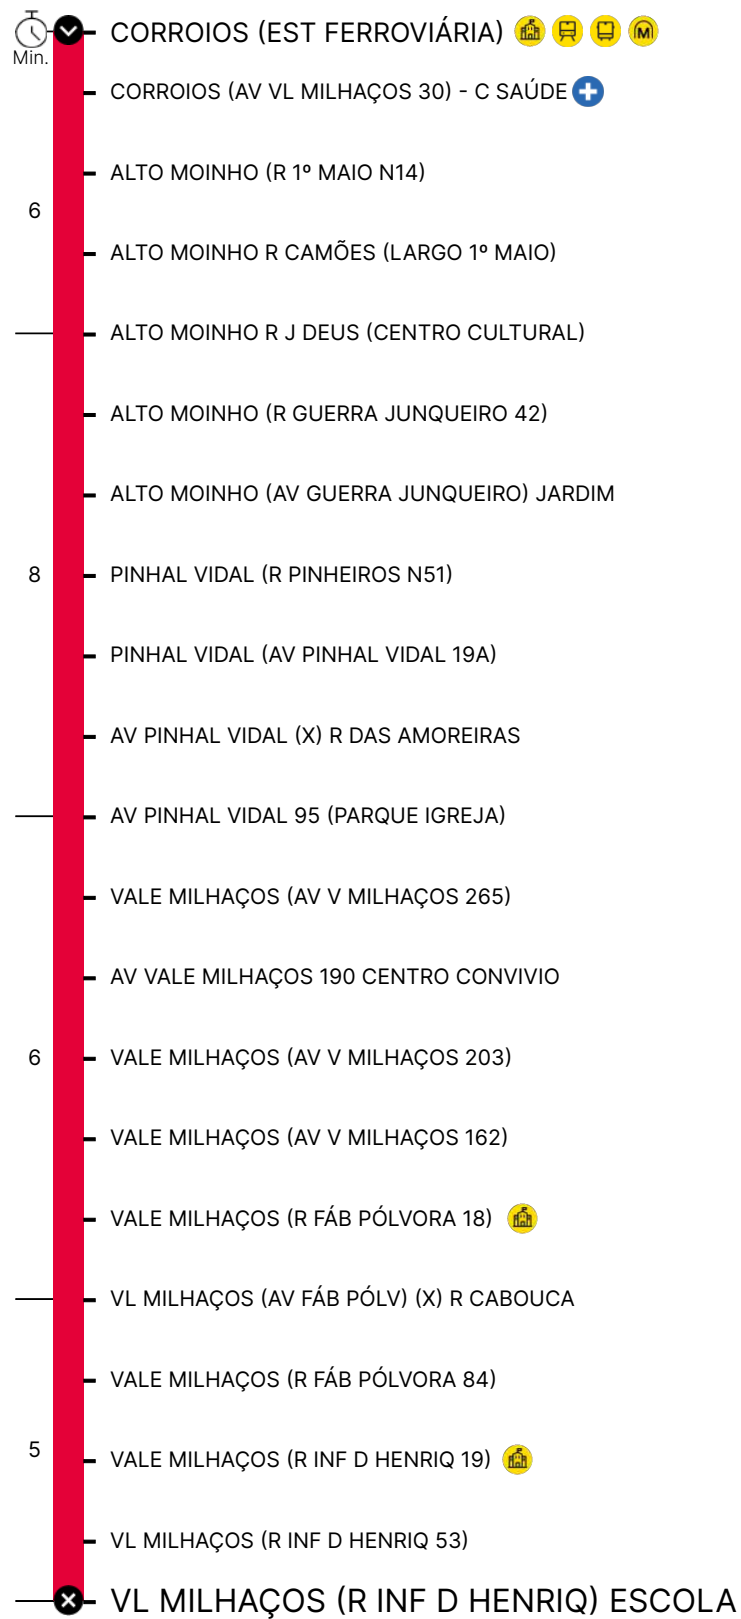 CORROIOS (EST FERROVIÁRIA)
M
Min.
CORROIOS (AV VL MILHAÇOS 30) - C SAÚDE
ALTO MOINHO (R 1º MAIO N14)
6
ALTO MOINHO R CAMÕES (LARGO 1º MAIO)
ALTO MOINHO R J DEUS (CENTRO CULTURAL)
ALTO MOINHO (R GUERRA JUNQUEIRO 42)
ALTO MOINHO (AV GUERRA JUNQUEIRO) JARDIM
8
PINHAL VIDAL (R PINHEIROS N51)
PINHAL VIDAL (AV PINHAL VIDAL 19A)
AV PINHAL VIDAL (X) R DAS AMOREIRAS
AV PINHAL VIDAL 95 (PARQUE IGREJA)
VALE MILHAÇOS (AV V MILHAÇOS 265)
AV VALE MILHAÇOS 190 CENTRO CONVIVIO
6
VALE MILHAÇOS (AV V MILHAÇOS 203)
VALE MILHAÇOS (AV V MILHAÇOS 162)
VALE MILHAÇOS (R FÁB PÓLVORA 18)
VL MILHAÇOS (AV FÁB PÓLV) (X) R CABOUCA
VALE MILHAÇOS (R FÁB PÓLVORA 84)
5
VALE MILHAÇOS (R INF D HENRIQ 19)
VL MILHAÇOS (R INF D HENRIQ 53)
VL MILHAÇOS (R INF D HENRIQ) ESCOLA